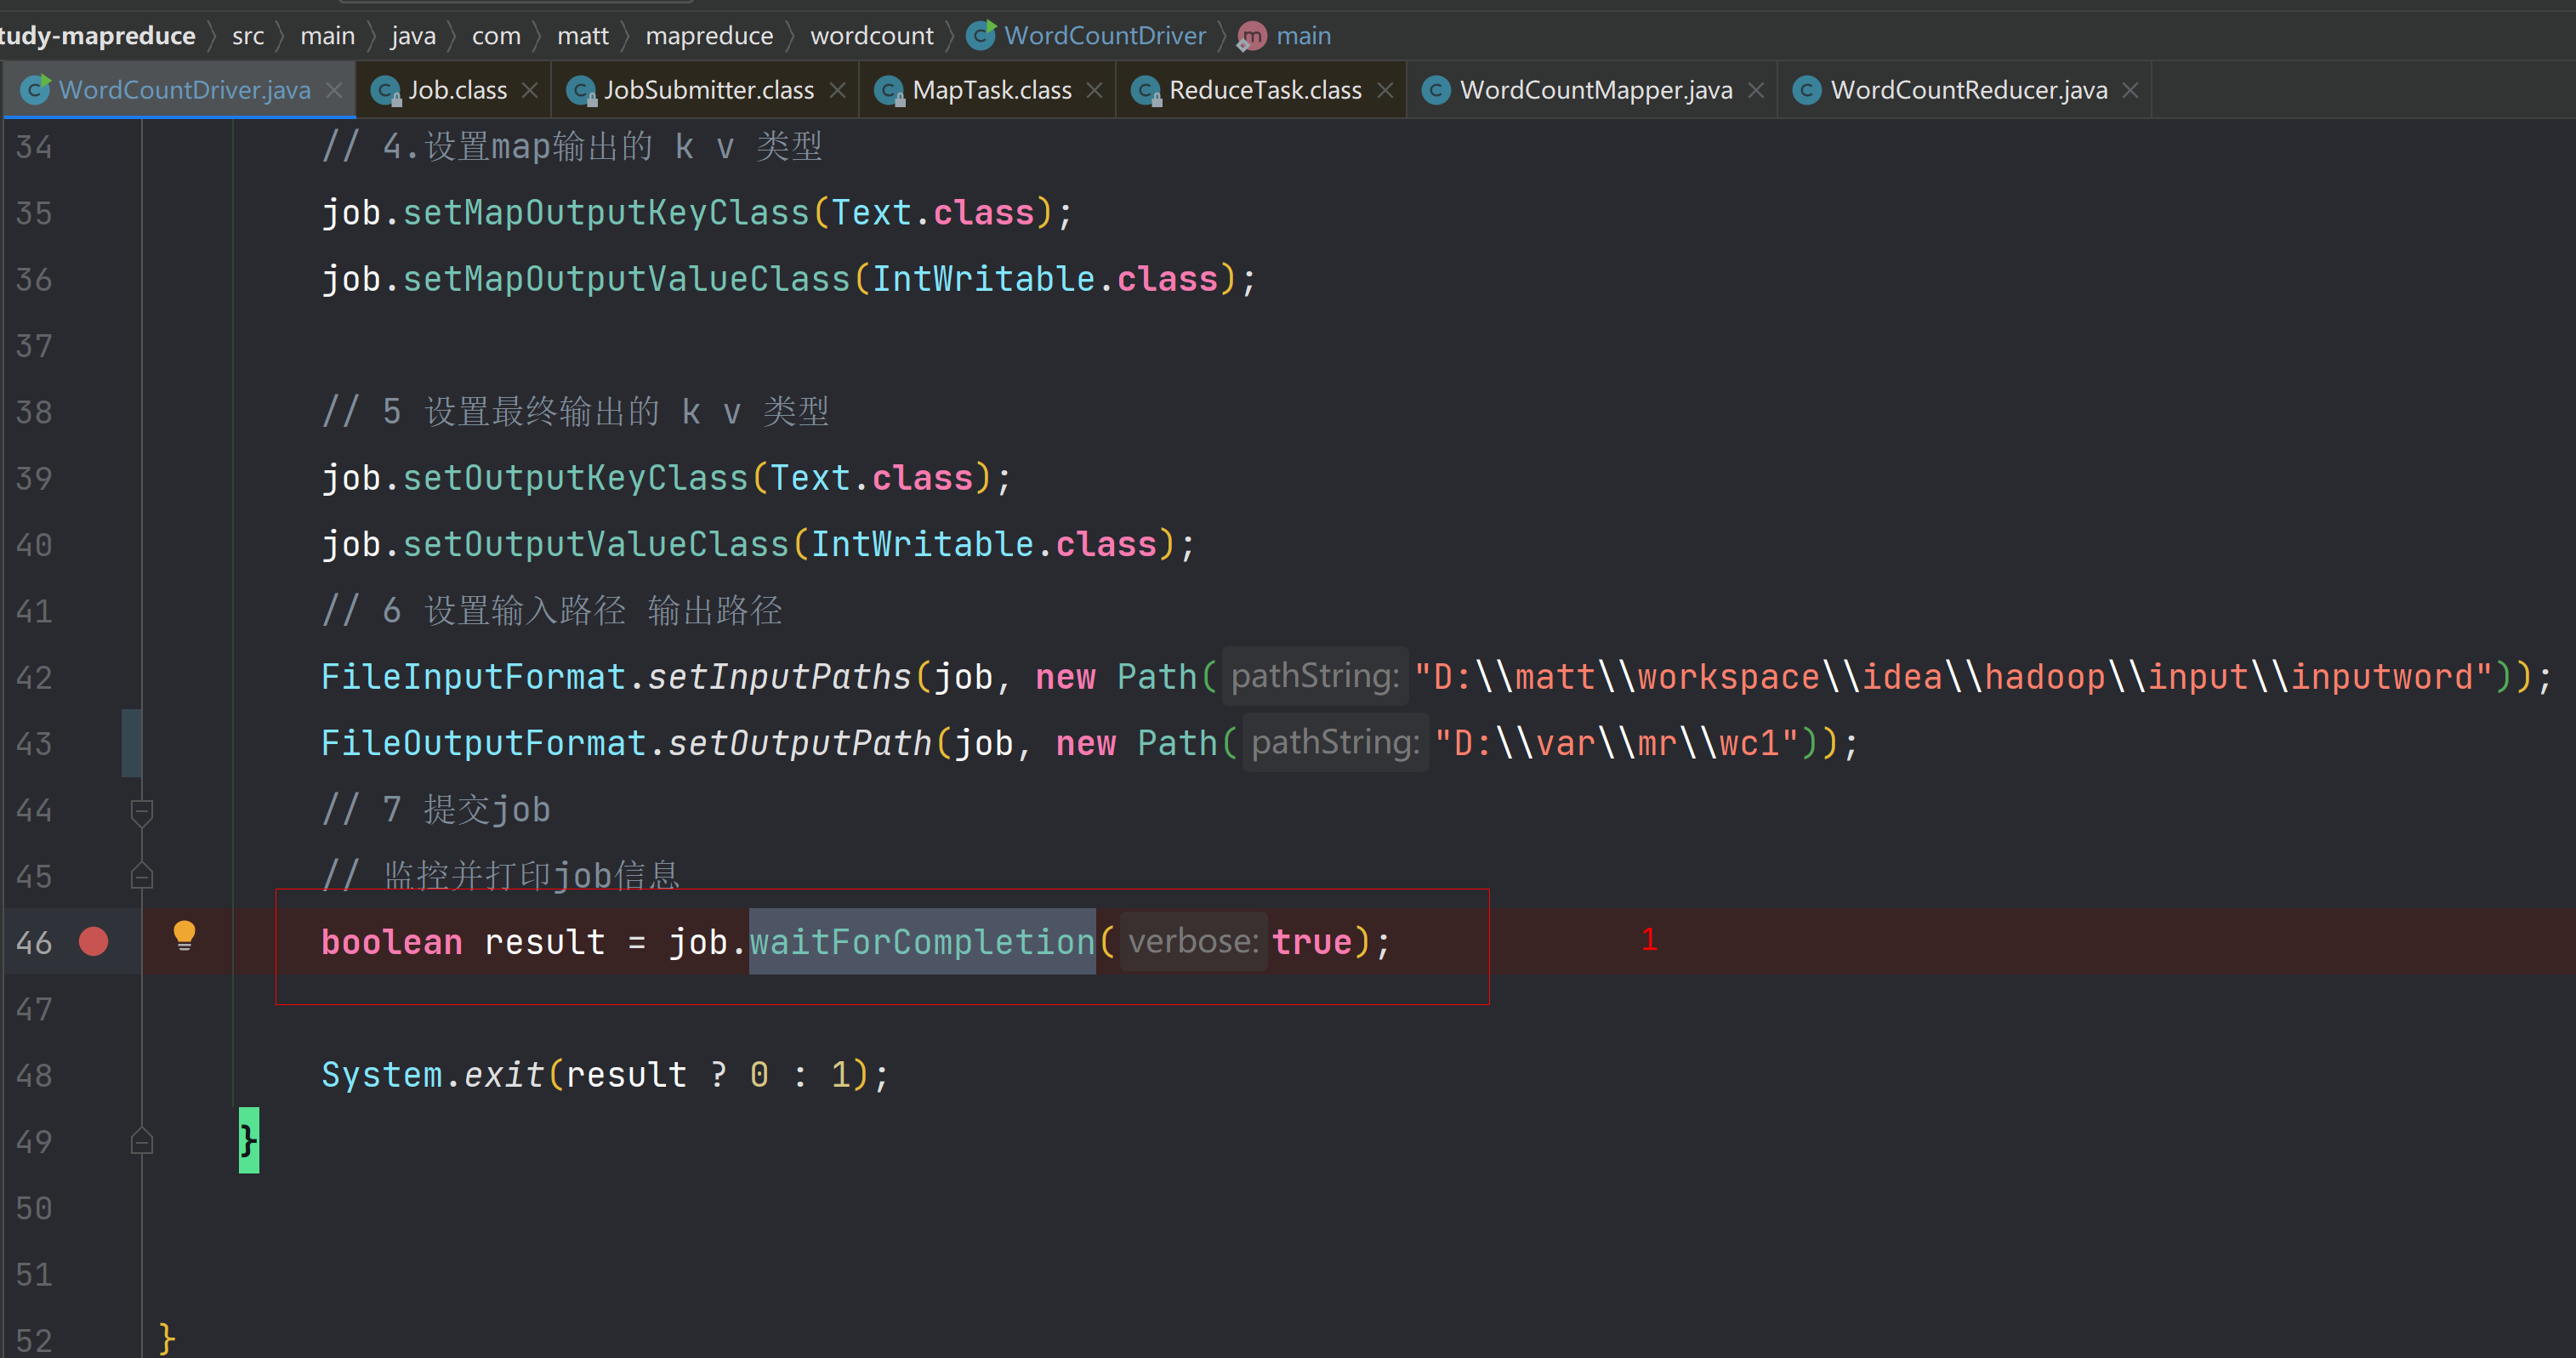 tudy-mapreduce 〉 src 〉 main 〉 java 〉 com 〉 matt 〉 mapreduce 〉 wordcount 〉 WordCountDriver 〉 main
WordCountDriver.java Job.class JobSubmitter.class MapTask.class ReduceTask.class WordCountMapper.java WordCountReducer.java
34 // 4.设置map输出的 k v 类型
35 job.setMapOutputKeyClass(Text.class);
36 job.setMapOutputValueClass(IntWritable.class);
37
38 // 5 设置最终输出的 k v 类型
39 job.setOutputKeyClass(Text.class);
40 job.setOutputValueClass(IntWritable.class);
41 // 6 设置输入路径 输出路径
42 FileInputFormat.setInputPaths(job, new Path( pathString: "D:\\matt\\workspace\\idea\\hadoop\\input\\inputword"));
43 FileOutputFormat.setOutputPath(job, new Path( pathString: "D:\\var\\mr\\wc1"));
44 // 7 提交job
45 // 监控并打印job信息
46 boolean result = job.waitForCompletion( verbose: true); 1
47
48 System.exit(result ? 0 : 1);
49 }
50
51
52 }